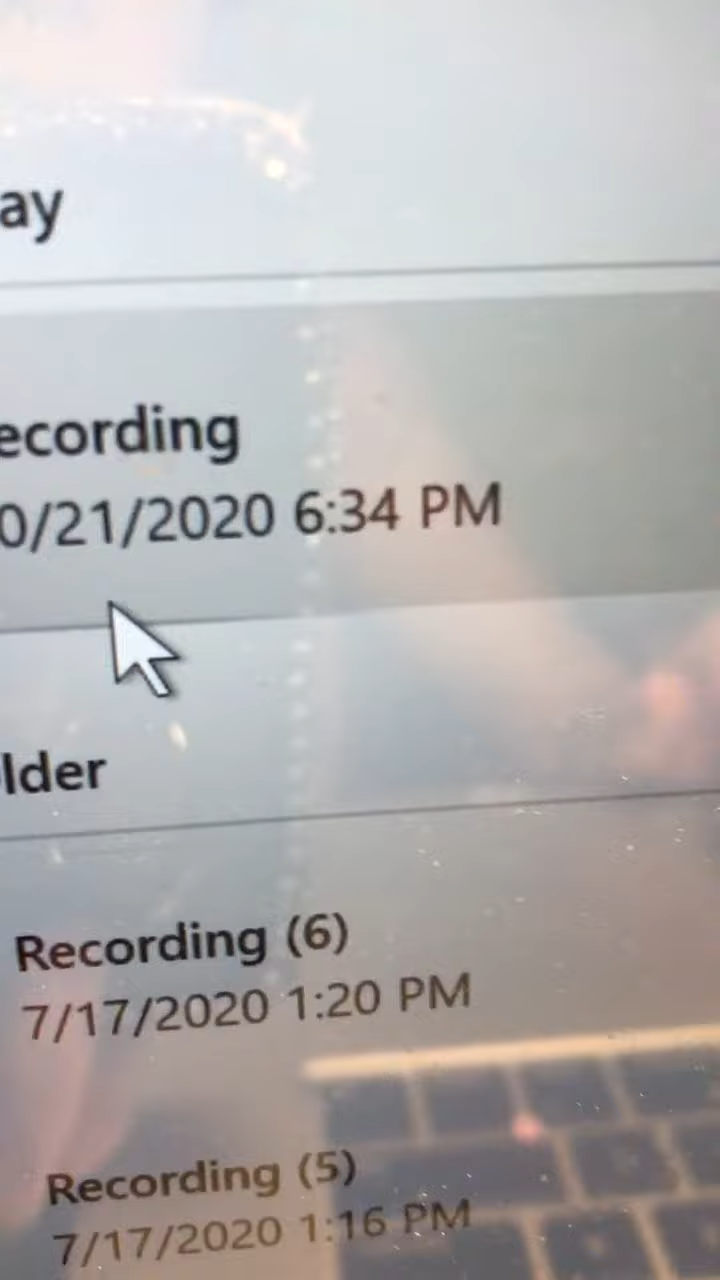 ay
ecording
0/21/2020 6:34 PM
lder
Recording (6)
7/17/2020 1:20 PM
Recording (5)
7/17/2020 1:16 PM